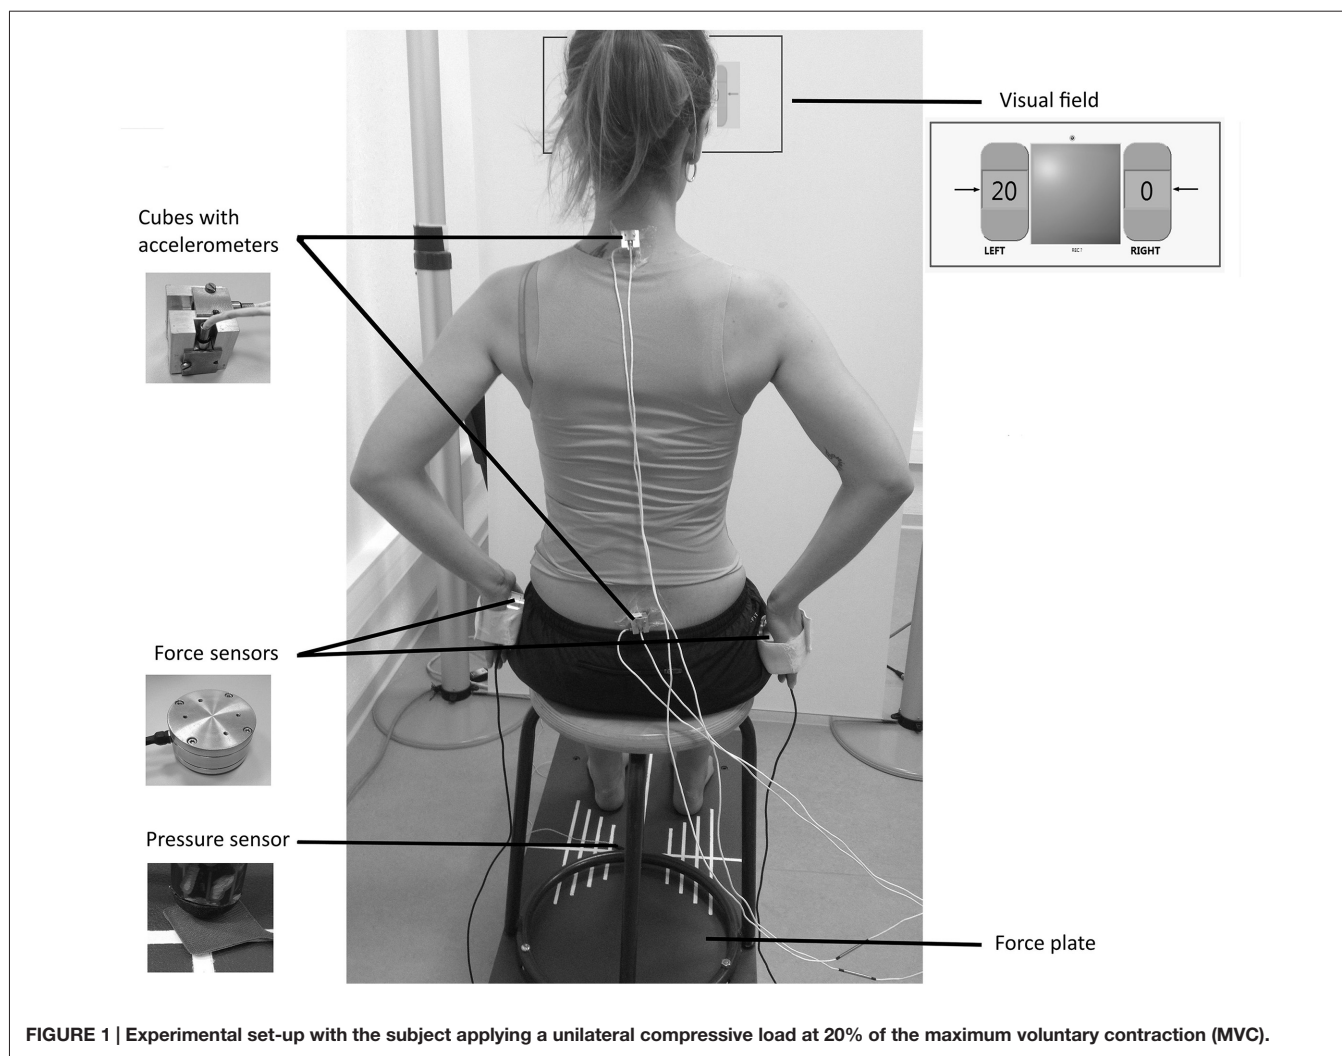 Visual field
20
0
LEFT
RIGHT
Cubes with
accelerometers
Force sensors
Pressure sensor
Force plate
FIGURE 1 | Experimental set-up with the subject applying a unilateral compressive load at 20% of the maximum voluntary contraction (MVC).